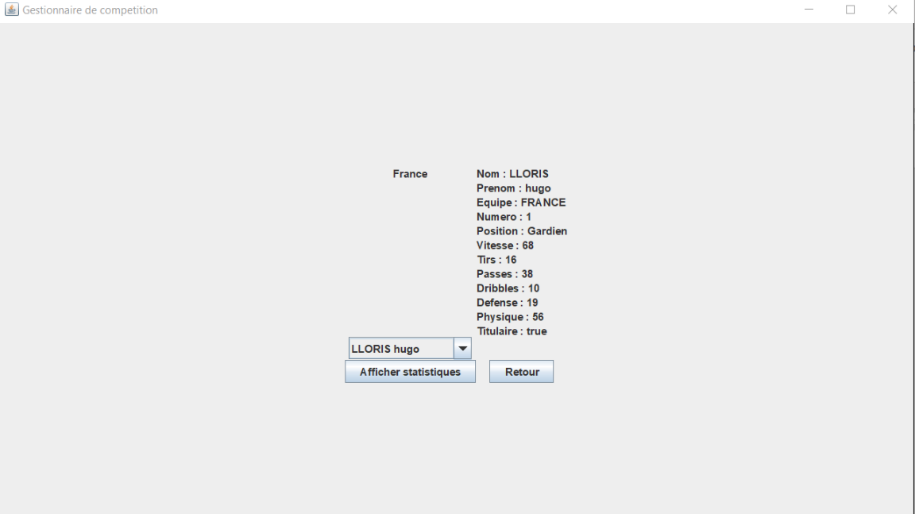 Gestionnaire de competition
France
Nom : LLORIS
Prenom : hugo
Equipe : FRANCE
Numero : 1
Position : Gardien
Vitesse : 68
Tirs : 16
Passes : 38
Dribbles : 10
Defense : 19
Physique : 56
Titulaire : true
LLORIS hugo
Afficher statistiques
Retour